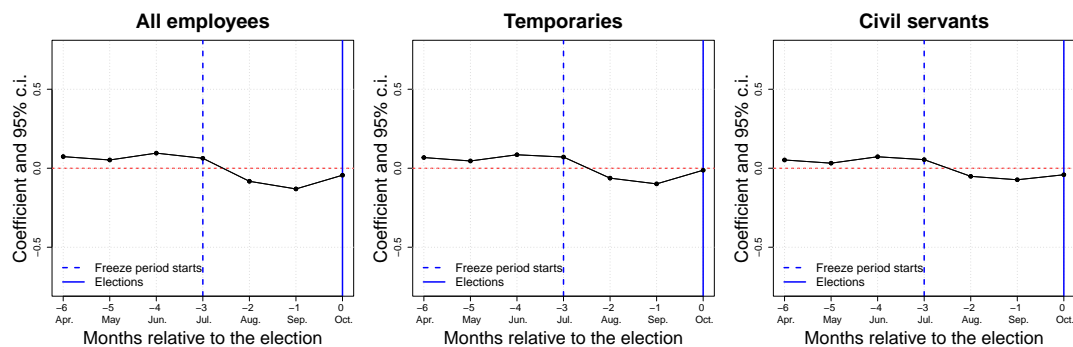 All employees
Coefficient and 95% c.i.
0.5
0.0
−0.5
Freeze period starts
Elections
−6 −5 −4 −3 −2 −1 0
Apr. May Jun. Jul. Aug. Sep. Oct.
Months relative to the election
Temporaries
Coefficient and 95% c.i.
0.5
0.0
−0.5
Freeze period starts
Elections
−6 −5 −4 −3 −2 −1 0
Apr. May Jun. Jul. Aug. Sep. Oct.
Months relative to the election
Civil servants
Coefficient and 95% c.i.
0.5
0.0
−0.5
Freeze period starts
Elections
−6 −5 −4 −3 −2 −1 0
Apr. May Jun. Jul. Aug. Sep. Oct.
Months relative to the election